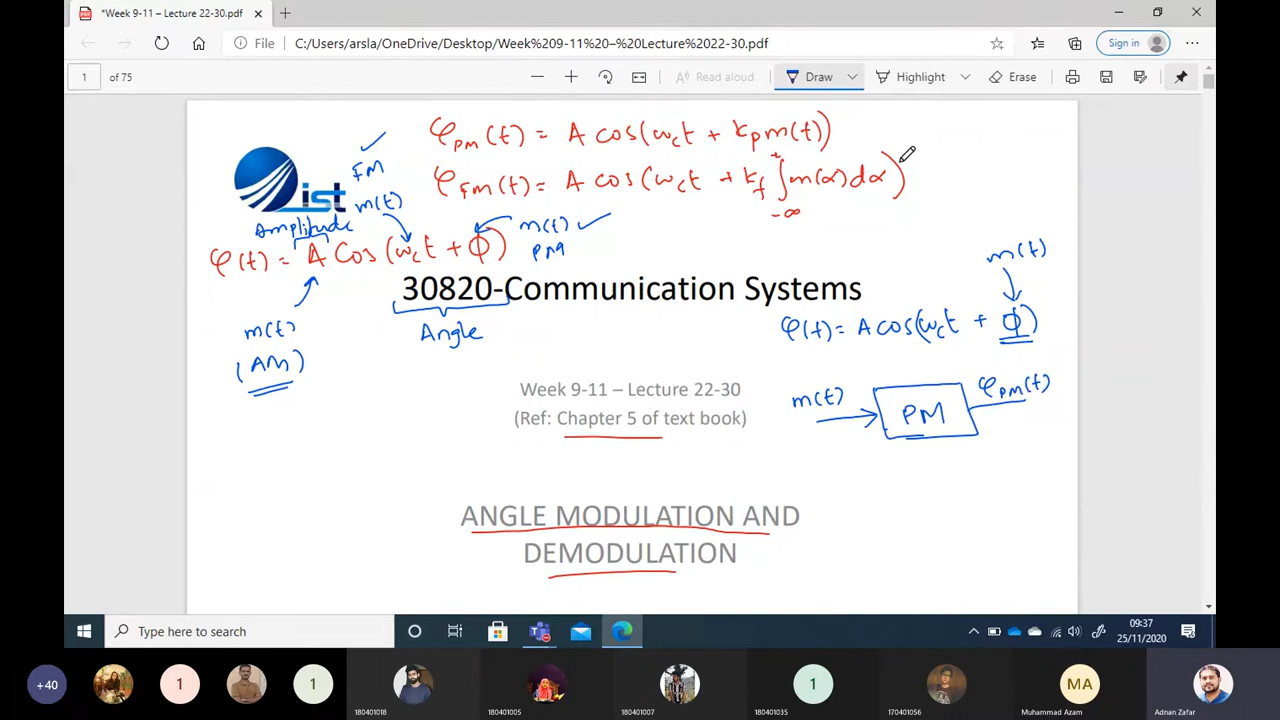 *Week 9-11 - Lecture 22-30.pdf
File C:/Users/arsla/OneDrive/Desktop/Week%209-11%20–%20Lecture%2022-30.pdf Sign in
1 of 75 Read aloud Draw Highlight Erase
φPM(t) = A cos(ωct + kpm(t))
φFM(t) = A cos(ωct + kf ∫-∞^t m(α)dα)
ist
FM
m(t)
Amplitude
m(t)
PM
φ(t) = A Cos(ωct + Φ)
30820-Communication Systems
Angle
m(t)
(AM)
m(t)
φ(t) = A cos(ωct + Φ)
Week 9-11 – Lecture 22-30
(Ref: Chapter 5 of text book)
m(t) PM φPM(t)
ANGLE MODULATION AND
DEMODULATION
Type here to search
09:37
25/11/2020
+40 1 1 1 MA
180401018 180401005 180401007 180401035 170401056 Muhammad Azam Adnan Zafar